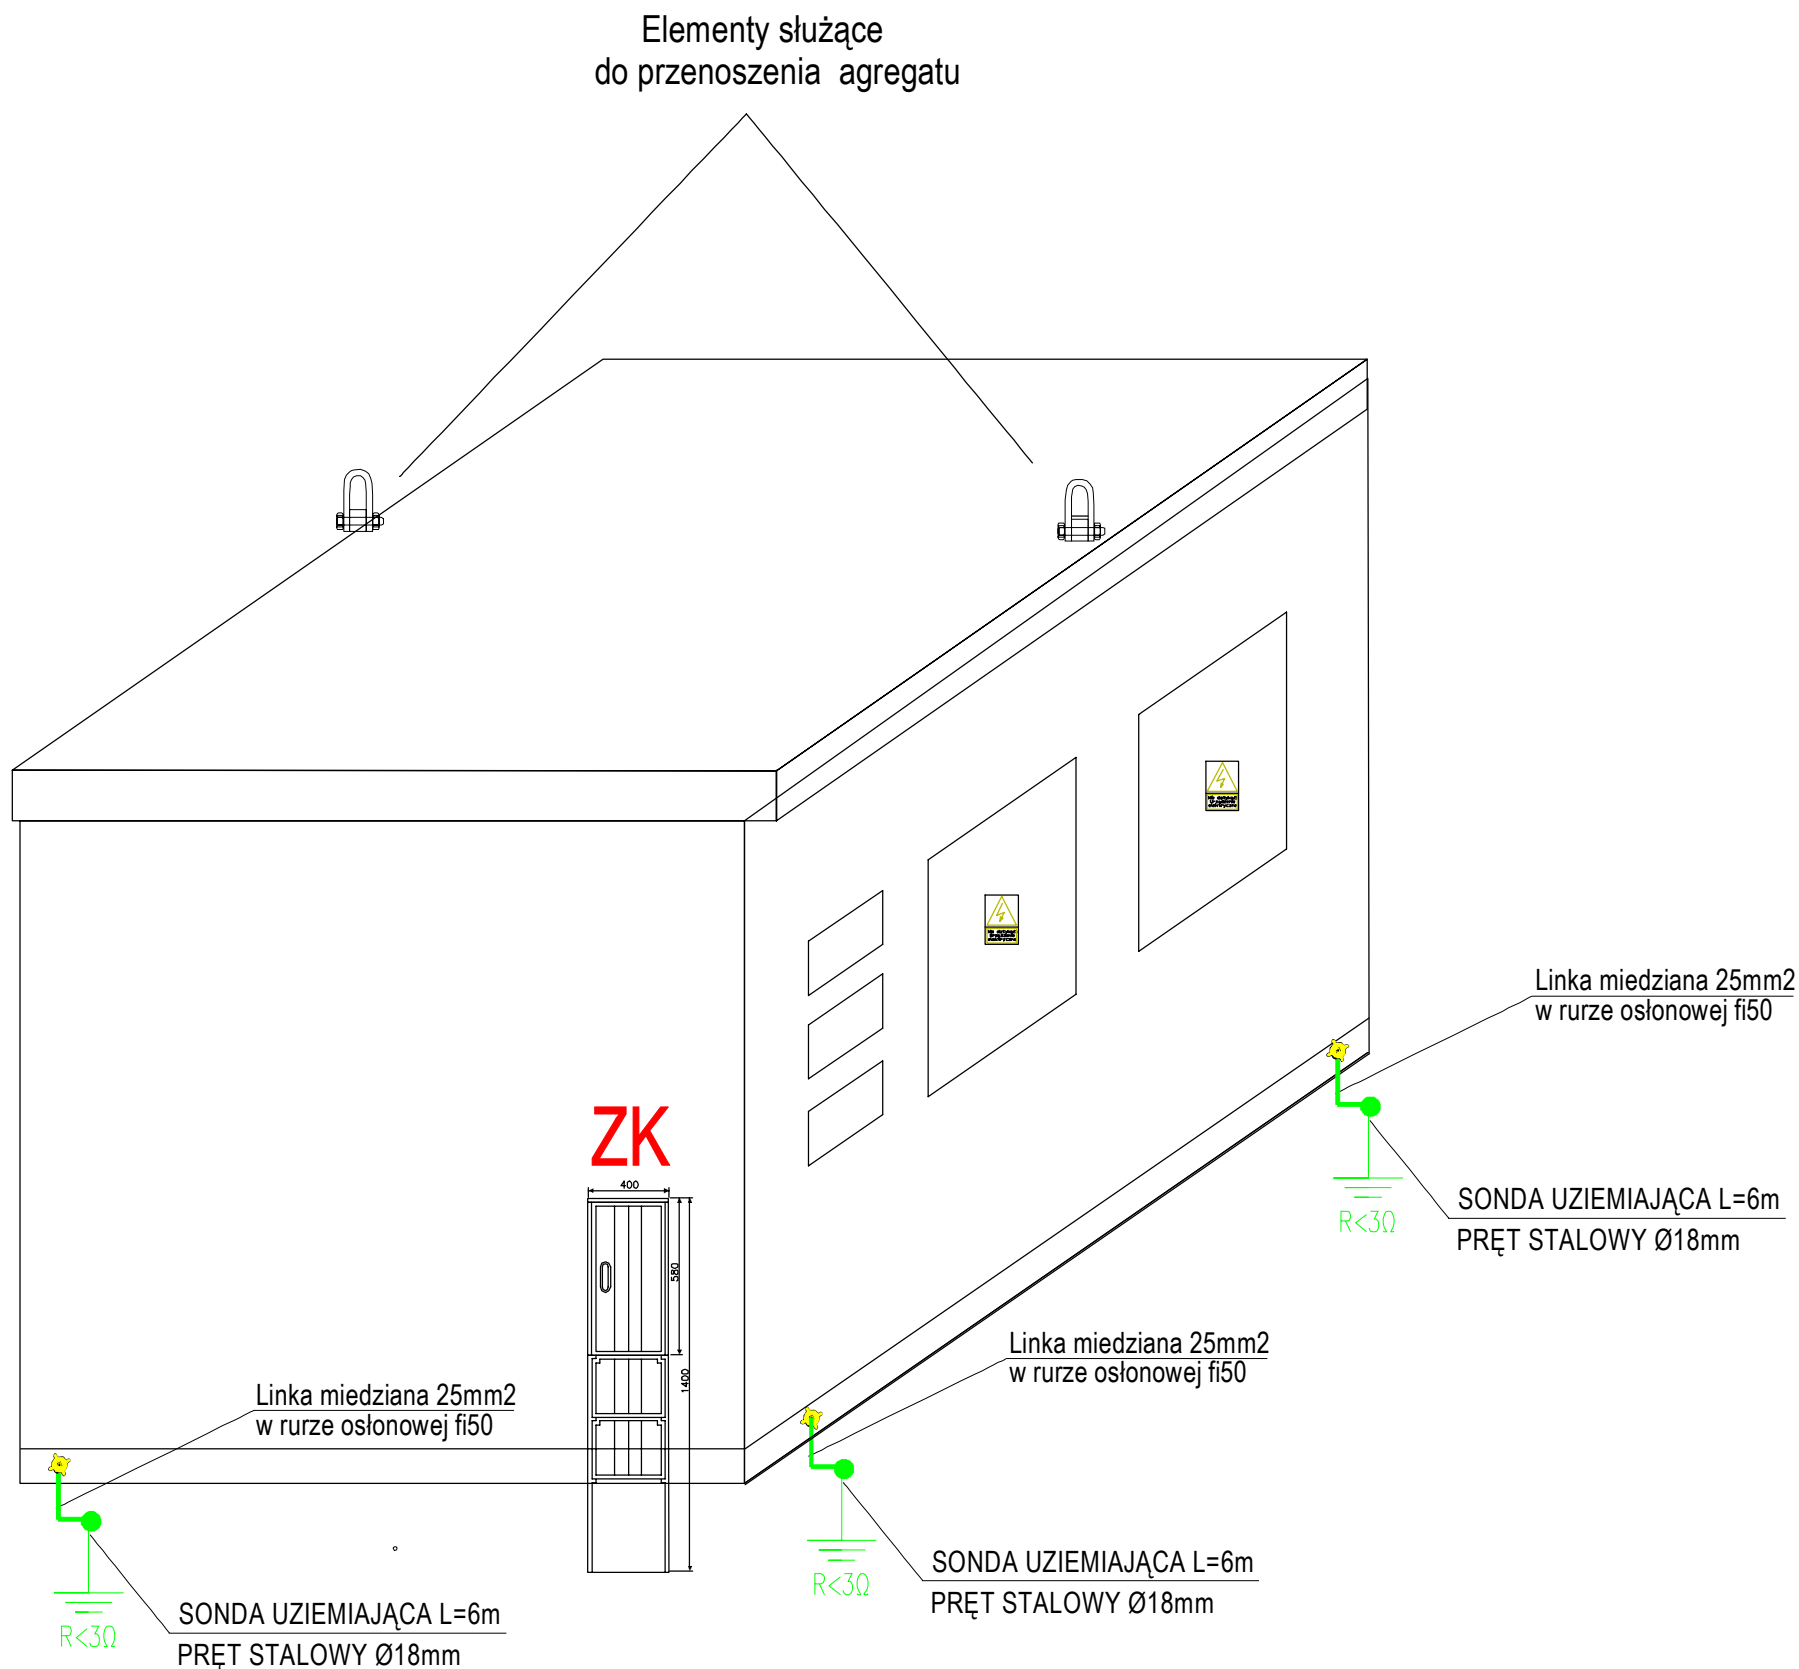 Elementy służące
do przenoszenia agregatu
Linka miedziana 25mm2
w rurze osłonowej fi50
ZK
400
580
1400
R<3Ω
SONDA UZIEMIAJĄCA L=6m
PRĘT STALOWY Ø18mm
Linka miedziana 25mm2
w rurze osłonowej fi50
Linka miedziana 25mm2
w rurze osłonowej fi50
R<3Ω
SONDA UZIEMIAJĄCA L=6m
PRĘT STALOWY Ø18mm
R<3Ω
SONDA UZIEMIAJĄCA L=6m
PRĘT STALOWY Ø18mm